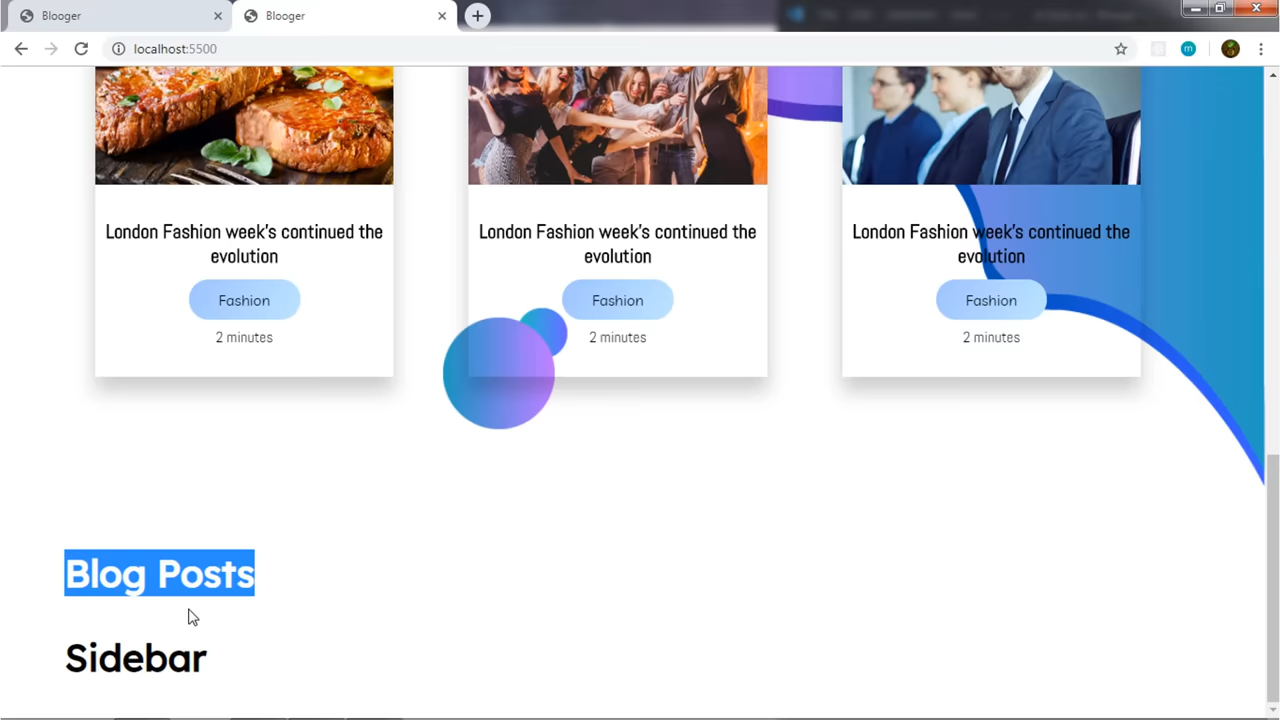 Blooger
Blooger
localhost:5500
m
London Fashion week's continued the
evolution
Fashion
2 minutes
London Fashion week's continued the
evolution
Fashion
2 minutes
London Fashion week's continued the
evolution
Fashion
2 minutes
Blog Posts
Sidebar